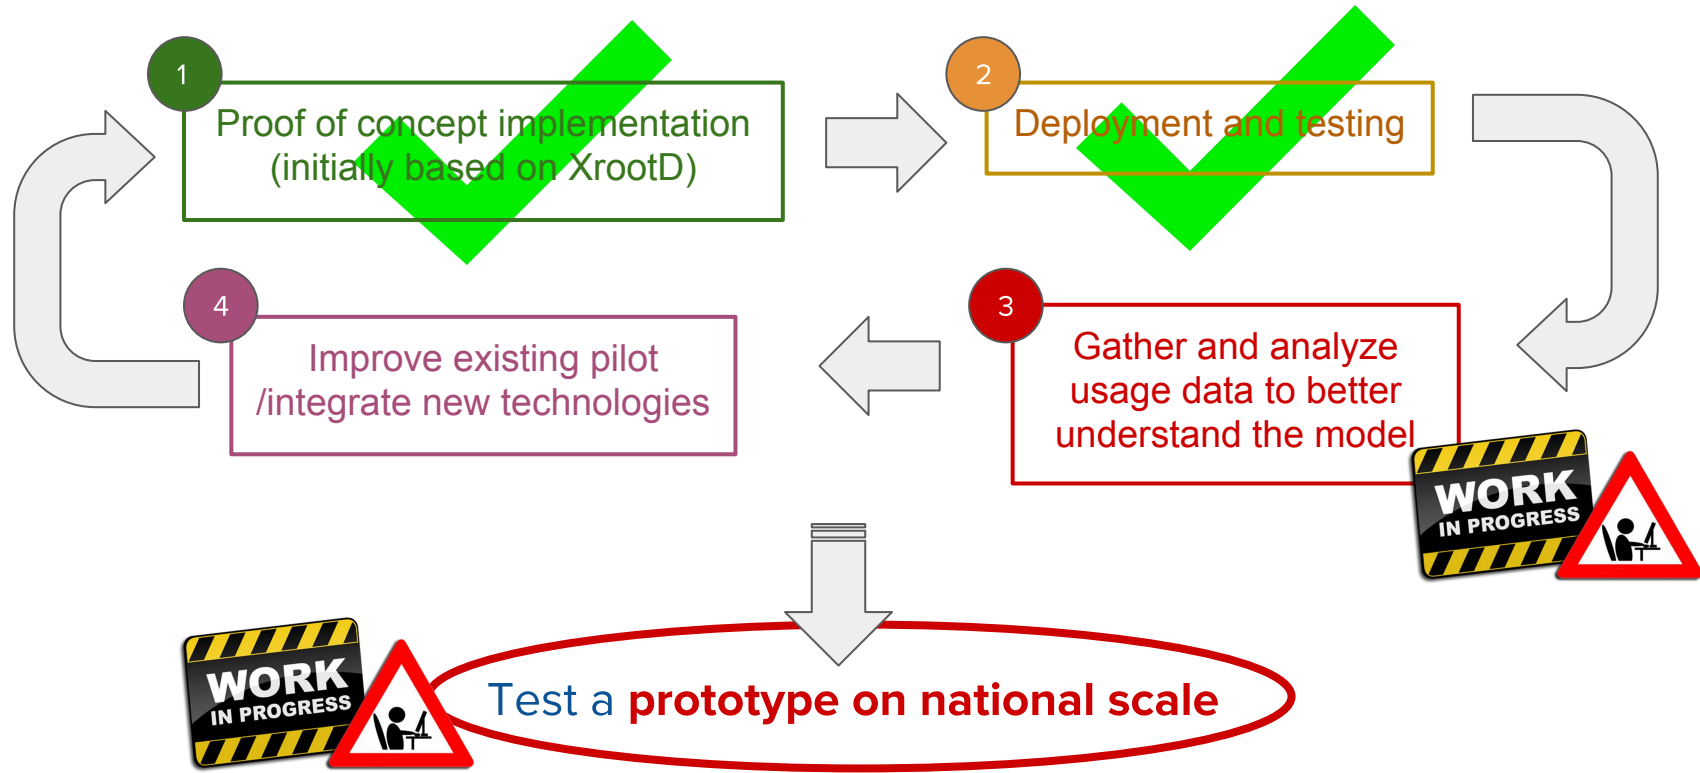 1
Proof of concept implementation
(initially based on XrootD)
2
Deployment and testing
3
Gather and analyze
usage data to better
understand the model
WORK
IN PROGRESS
4
Improve existing pilot
/integrate new technologies
WORK
IN PROGRESS
Test a prototype on national scale